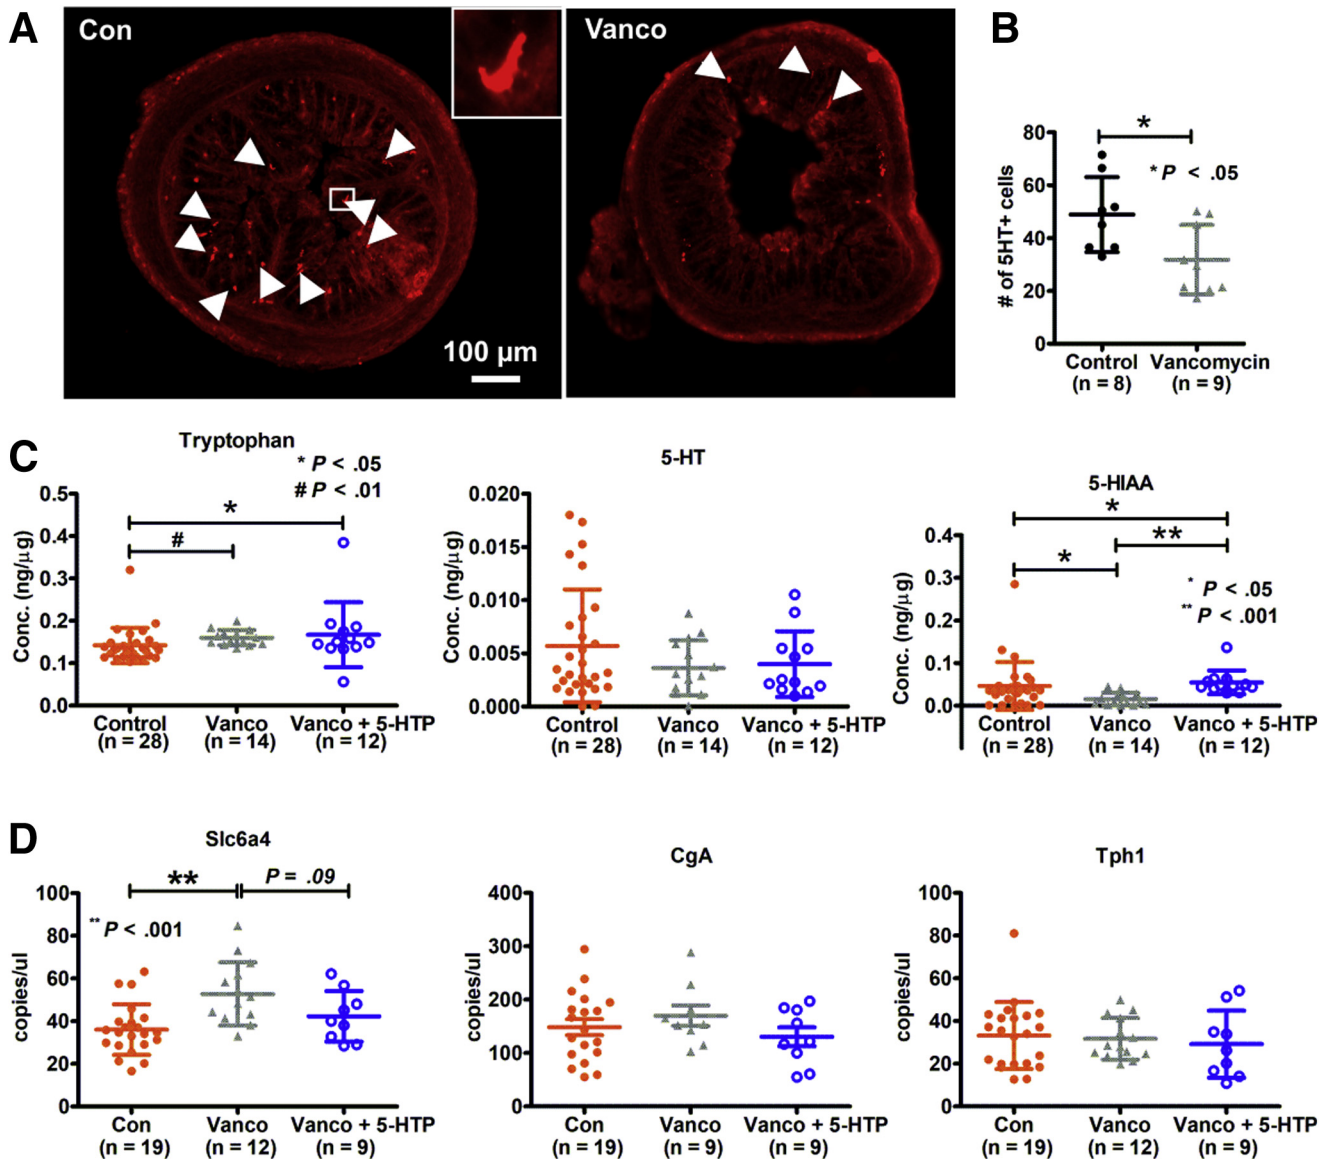 A
Con
Vanco
100 µm
B
80
60
40
20
0
# of 5HT+ cells
*
* P < .05
Control
(n = 8)
Vancomycin
(n = 9)
C
Tryptophan
* P < .05
# P < .01
*
#
0.5
0.4
0.3
0.2
0.1
0.0
Conc. (ng/µg)
Control
(n = 28)
Vanco
(n = 14)
Vanco + 5-HTP
(n = 12)
5-HT
0.020
0.015
0.010
0.005
0.000
Conc. (ng/µg)
Control
(n = 28)
Vanco
(n = 14)
Vanco + 5-HTP
(n = 12)
5-HIAA
*
**
*
* P < .05
** P < .001
0.4
0.3
0.2
0.1
0.0
Conc. (ng/µg)
Control
(n = 28)
Vanco
(n = 14)
Vanco + 5-HTP
(n = 12)
D
Slc6a4
**
P = .09
** P < .001
100
80
60
40
20
0
copies/ul
Con
(n = 19)
Vanco
(n = 12)
Vanco + 5-HTP
(n = 9)
CgA
400
300
200
100
0
copies/ul
Con
(n = 19)
Vanco
(n = 9)
Vanco + 5-HTP
(n = 9)
Tph1
100
80
60
40
20
0
copies/ul
Con
(n = 19)
Vanco
(n = 12)
Vanco + 5-HTP
(n = 9)